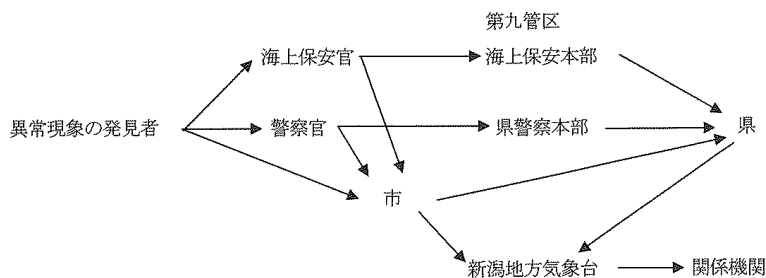 第九管区
海上保安官
海上保安本部
異常現象の発見者
警察官
県警察本部
県
市
新潟地方気象台
関係機関